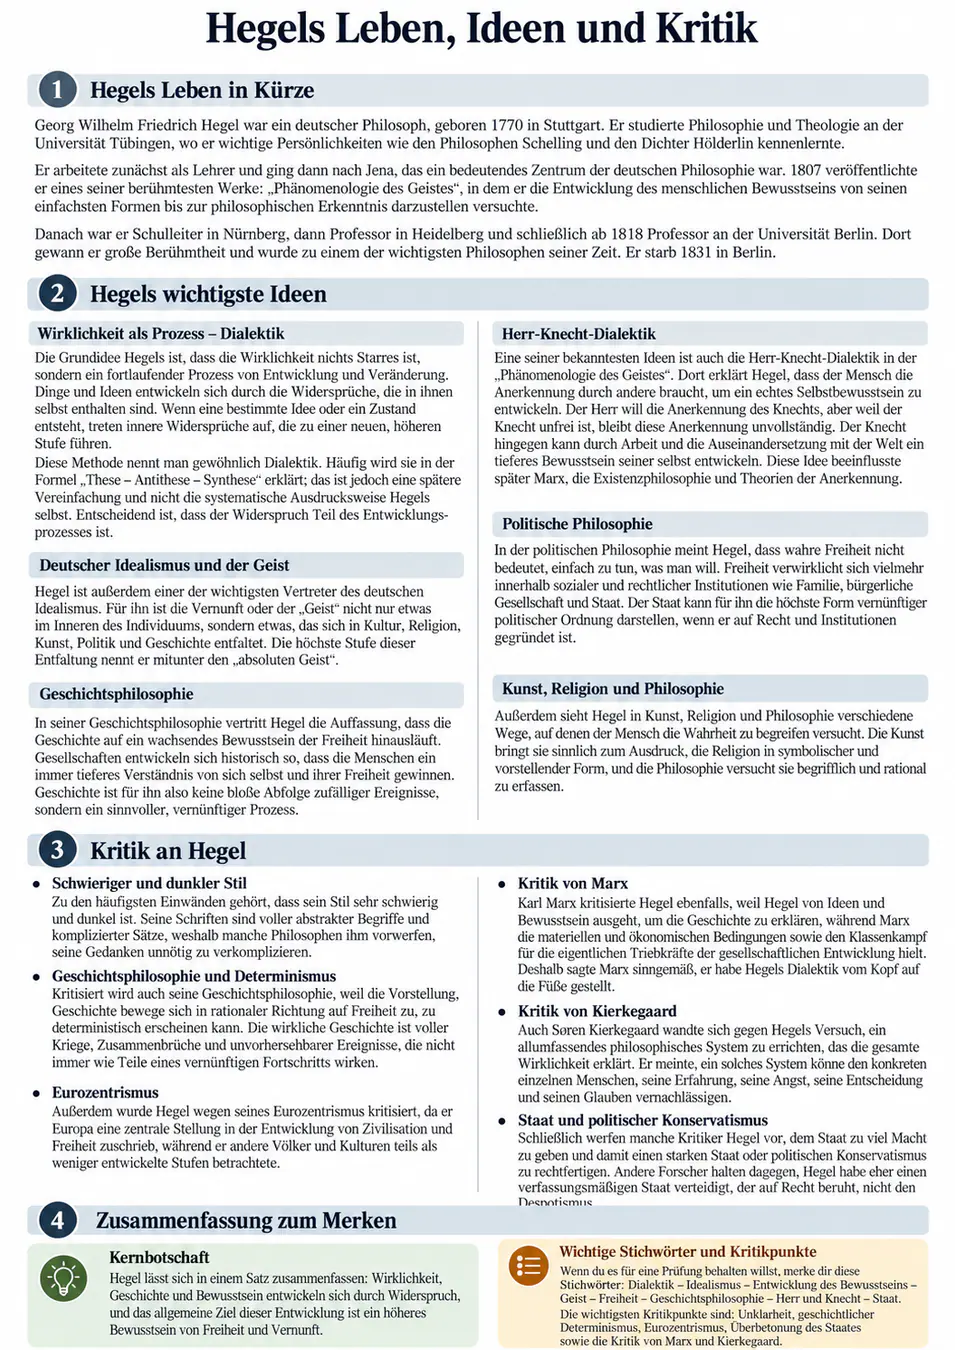 Hegels Leben, Ideen und Kritik
1 Hegels Leben in Kürze
Georg Wilhelm Friedrich Hegel war ein deutscher Philosoph, geboren 1770 in Stuttgart. Er studierte Philosophie und Theologie an der
Universität Tübingen, wo er wichtige Persönlichkeiten wie den Philosophen Schelling und den Dichter Hölderlin kennenlernte.
Er arbeitete zunächst als Lehrer und ging dann nach Jena, das ein bedeutendes Zentrum der deutschen Philosophie war. 1807 veröffentlichte
er eines seiner berühmtesten Werke: „Phänomenologie des Geistes“, in dem er die Entwicklung des menschlichen Bewusstseins von seinen
einfachsten Formen bis zur philosophischen Erkenntnis darzustellen versuchte.
Danach war er Schulleiter in Nürnberg, dann Professor in Heidelberg und schließlich ab 1818 Professor an der Universität Berlin. Dort
gewann er große Berühmtheit und wurde zu einem der wichtigsten Philosophen seiner Zeit. Er starb 1831 in Berlin.
2 Hegels wichtigste Ideen
Wirklichkeit als Prozess – Dialektik
Die Grundidee Hegels ist, dass die Wirklichkeit nichts Starres ist,
sondern ein fortlaufender Prozess von Entwicklung und Veränderung.
Dinge und Ideen entwickeln sich durch die Widersprüche, die in ihnen
selbst enthalten sind. Wenn eine bestimmte Idee oder ein Zustand
entsteht, treten innere Widersprüche auf, die zu einer neuen, höheren
Stufe führen.
Diese Methode nennt man gewöhnlich Dialektik. Häufig wird sie in der
Formel „These – Antithese – Synthese“ erklärt; das ist jedoch eine spätere
Vereinfachung und nicht die systematische Ausdrucksweise Hegels
selbst. Entscheidend ist, dass der Widerspruch Teil des Entwicklungs-
prozesses ist.
Deutscher Idealismus und der Geist
Hegel ist außerdem einer der wichtigsten Vertreter des deutschen
Idealismus. Für ihn ist die Vernunft oder der „Geist“ nicht nur etwas
im Inneren des Individuums, sondern etwas, das sich in Kultur, Religion,
Kunst, Politik und Geschichte entfaltet. Die höchste Stufe dieser
Entfaltung nennt er mitunter den „absoluten Geist“.
Geschichtsphilosophie
In seiner Geschichtsphilosophie vertritt Hegel die Auffassung, dass die
Geschichte auf ein wachsendes Bewusstsein der Freiheit hinausläuft.
Gesellschaften entwickeln sich historisch so, dass die Menschen ein
immer tieferes Verständnis von sich selbst und ihrer Freiheit gewinnen.
Geschichte ist für ihn also keine bloße Abfolge zufälliger Ereignisse,
sondern ein sinnvoller, vernünftiger Prozess.
Herr-Knecht-Dialektik
Eine seiner bekanntesten Ideen ist auch die Herr-Knecht-Dialektik in der
„Phänomenologie des Geistes“. Dort erklärt Hegel, dass der Mensch die
Anerkennung durch andere braucht, um ein echtes Selbstbewusstsein zu
entwickeln. Der Herr will die Anerkennung des Knechts, aber weil der
Knecht unfrei ist, bleibt diese Anerkennung unvollständig. Der Knecht
hingegen kann durch Arbeit und die Auseinandersetzung mit der Welt ein
tieferes Bewusstsein seiner selbst entwickeln. Diese Idee beeinflusste
später Marx, die Existenzphilosophie und Theorien der Anerkennung.
Politische Philosophie
In der politischen Philosophie meint Hegel, dass wahre Freiheit nicht
bedeutet, einfach zu tun, was man will. Freiheit verwirklicht sich vielmehr
innerhalb sozialer und rechtlicher Institutionen wie Familie, bürgerliche
Gesellschaft und Staat. Der Staat kann für ihn die höchste Form vernünftiger
politischer Ordnung darstellen, wenn er auf Recht und Institutionen
gegründet ist.
Kunst, Religion und Philosophie
Außerdem sieht Hegel in Kunst, Religion und Philosophie verschiedene
Wege, auf denen der Mensch die Wahrheit zu begreifen versucht. Die Kunst
bringt sie sinnlich zum Ausdruck, die Religion in symbolischer und
vorstellender Form, und die Philosophie versucht sie begrifflich und rational
zu erfassen.
3 Kritik an Hegel
• Schwieriger und dunkler Stil
Zu den häufigsten Einwänden gehört, dass sein Stil sehr schwierig
und dunkel ist. Seine Schriften sind voller abstrakter Begriffe und
komplizierter Sätze, weshalb manche Philosophen ihm vorwerfen,
seine Gedanken unnötig zu verkomplizieren.
• Geschichtsphilosophie und Determinismus
Kritisiert wird auch seine Geschichtsphilosophie, weil die Vorstellung,
Geschichte bewege sich in rationaler Richtung auf Freiheit zu, zu
deterministisch erscheinen kann. Die wirkliche Geschichte ist voller
Kriege, Zusammenbrüche und unvorhersehbarer Ereignisse, die nicht
immer wie Teile eines vernünftigen Fortschritts wirken.
• Eurozentrismus
Außerdem wurde Hegel wegen seines Eurozentrismus kritisiert, da er
Europa eine zentrale Stellung in der Entwicklung von Zivilisation und
Freiheit zuschrieb, während er andere Völker und Kulturen teils als
weniger entwickelte Stufen betrachtete.
• Kritik von Marx
Karl Marx kritisierte Hegel ebenfalls, weil Hegel von Ideen und
Bewusstsein ausgeht, um die Geschichte zu erklären, während Marx
die materiellen und ökonomischen Bedingungen sowie den Klassenkampf
für die eigentlichen Triebkräfte der gesellschaftlichen Entwicklung hielt.
Deshalb sagte Marx sinngemäß, er habe Hegels Dialektik vom Kopf auf
die Füße gestellt.
• Kritik von Kierkegaard
Auch Søren Kierkegaard wandte sich gegen Hegels Versuch, ein
allumfassendes philosophisches System zu errichten, das die gesamte
Wirklichkeit erklärt. Er meinte, ein solches System könne den konkreten
einzelnen Menschen, seine Erfahrung, seine Angst, seine Entscheidung
und seinen Glauben vernachlässigen.
• Staat und politischer Konservatismus
Schließlich werfen manche Kritiker Hegel vor, dem Staat zu viel Macht
zu geben und damit einen starken Staat oder politischen Konservatismus
zu rechtfertigen. Andere Forscher halten dagegen, Hegel habe eher einen
verfassungsmäßigen Staat verteidigt, der auf Recht beruht, nicht den
Despotismus
4 Zusammenfassung zum Merken
Kernbotschaft
Hegel lässt sich in einem Satz zusammenfassen: Wirklichkeit,
Geschichte und Bewusstsein entwickeln sich durch Widerspruch,
und das allgemeine Ziel dieser Entwicklung ist ein höheres
Bewusstsein von Freiheit und Vernunft.
Wichtige Stichwörter und Kritikpunkte
Wenn du es für eine Prüfung behalten willst, merke dir diese
Stichwörter: Dialektik – Idealismus – Entwicklung des Bewusstseins –
Geist – Freiheit – Geschichtsphilosophie – Herr und Knecht – Staat.
Die wichtigsten Kritikpunkte sind: Unklarheit, geschichtlicher
Determinismus, Eurozentrismus, Überbetonung des Staates
sowie die Kritik von Marx und Kierkegaard.